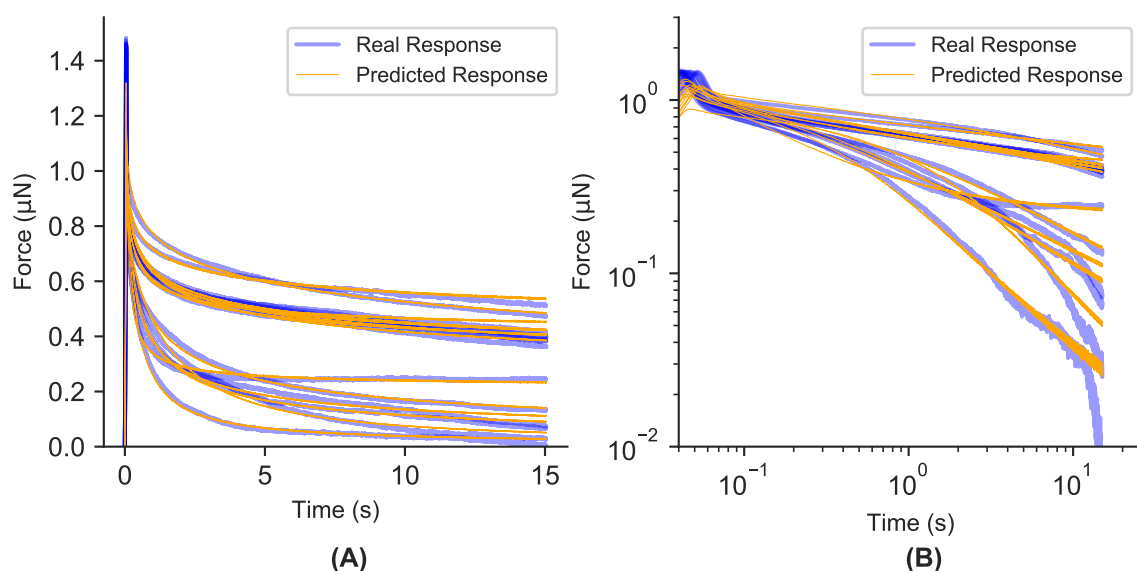 Real Response
Predicted Response
1.4
1.2
1.0
0.8
0.6
0.4
0.2
0.0
Force (μN)
0
5
10
15
Time (s)
(A)
Real Response
Predicted Response
10⁰
10⁻¹
10⁻²
Force (μN)
10⁻¹
10⁰
10¹
Time (s)
(B)